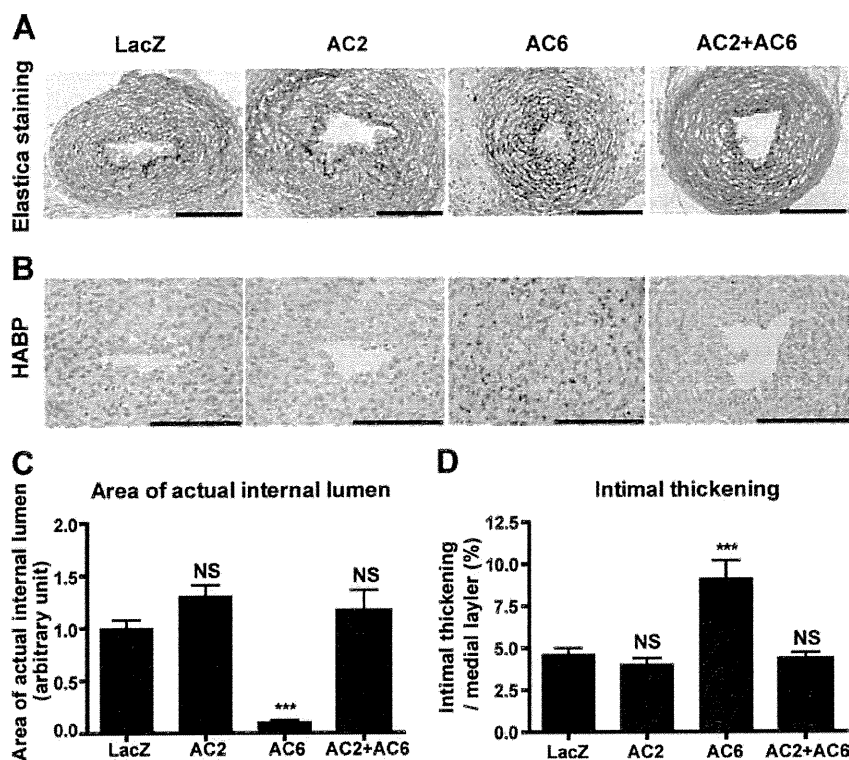 A
LacZ AC2 AC6 AC2+AC6
Elastica staining
B
HABP
C
Area of actual internal lumen
Area of actual internal lumen
(arbitrary unit)
2.0
1.5
1.0
0.5
0.0
NS
***
NS
LacZ AC2 AC6 AC2+AC6
D
Intimal thickening
Intimal thickening
/ medial layler (%)
12.5
10.0
7.5
5.0
2.5
0.0
NS
***
NS
LacZ AC2 AC6 AC2+AC6